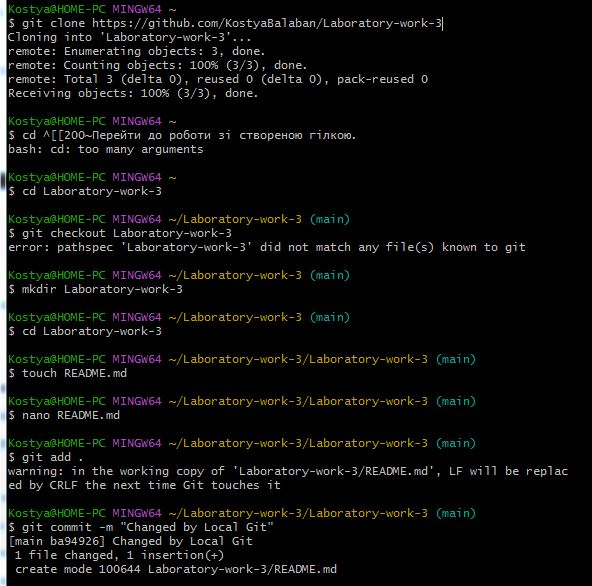 Kostya@HOME-PC MINGW64 ~
$ git clone https://github.com/KostyaBalaban/Laboratory-work-3
Cloning into 'Laboratory-work-3'...
remote: Enumerating objects: 3, done.
remote: Counting objects: 100% (3/3), done.
remote: Total 3 (delta 0), reused 0 (delta 0), pack-reused 0
Receiving objects: 100% (3/3), done.
Kostya@HOME-PC MINGW64 ~
$ cd ^[[200~Перейти до роботи зі створеною гілкою.
bash: cd: too many arguments
Kostya@HOME-PC MINGW64 ~
$ cd Laboratory-work-3
Kostya@HOME-PC MINGW64 ~/Laboratory-work-3 (main)
$ git checkout Laboratory-work-3
error: pathspec 'Laboratory-work-3' did not match any file(s) known to git
Kostya@HOME-PC MINGW64 ~/Laboratory-work-3 (main)
$ mkdir Laboratory-work-3
Kostya@HOME-PC MINGW64 ~/Laboratory-work-3 (main)
$ cd Laboratory-work-3
Kostya@HOME-PC MINGW64 ~/Laboratory-work-3/Laboratory-work-3 (main)
$ touch README.md
Kostya@HOME-PC MINGW64 ~/Laboratory-work-3/Laboratory-work-3 (main)
$ nano README.md
Kostya@HOME-PC MINGW64 ~/Laboratory-work-3/Laboratory-work-3 (main)
$ git add .
warning: in the working copy of 'Laboratory-work-3/README.md', LF will be replac
ed by CRLF the next time Git touches it
Kostya@HOME-PC MINGW64 ~/Laboratory-work-3/Laboratory-work-3 (main)
$ git commit -m "Changed by Local Git"
[main ba94926] Changed by Local Git
 1 file changed, 1 insertion(+)
 create mode 100644 Laboratory-work-3/README.md